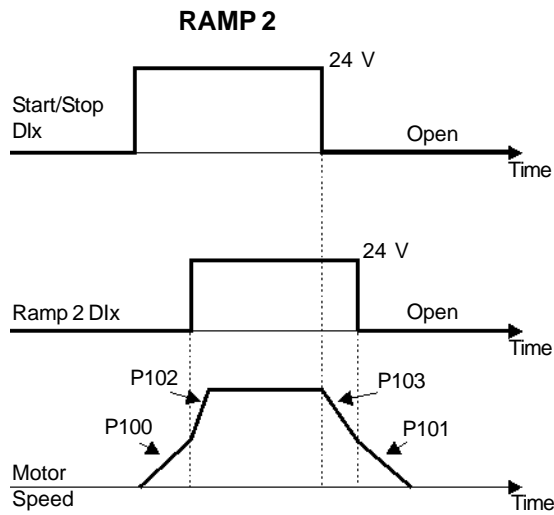 RAMP 2
24 V
Start/Stop
DIx
Open
Time
24 V
Ramp 2 DIx
Open
Time
P102
P103
P100
P101
Motor
Speed
Time